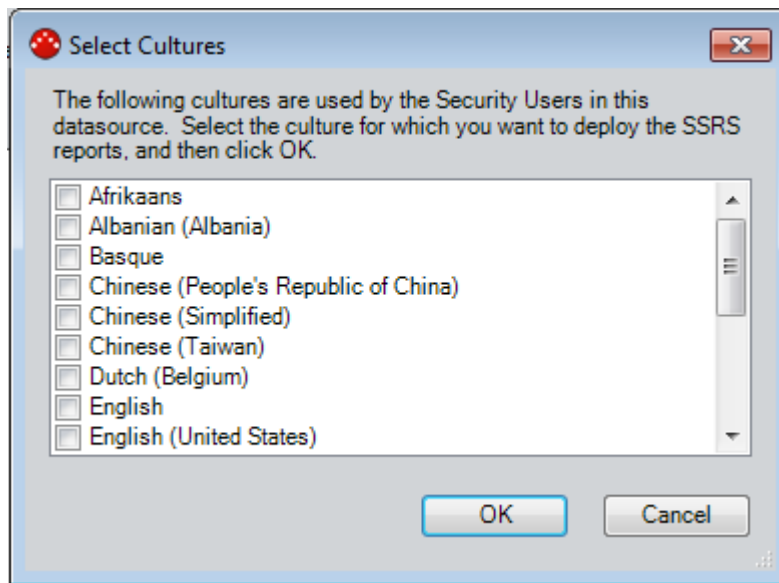 Select Cultures
The following cultures are used by the Security Users in this
datasource.  Select the culture for which you want to deploy the SSRS
reports, and then click OK.
Afrikaans
Albanian (Albania)
Basque
Chinese (People's Republic of China)
Chinese (Simplified)
Chinese (Taiwan)
Dutch (Belgium)
English
English (United States)
OK Cancel